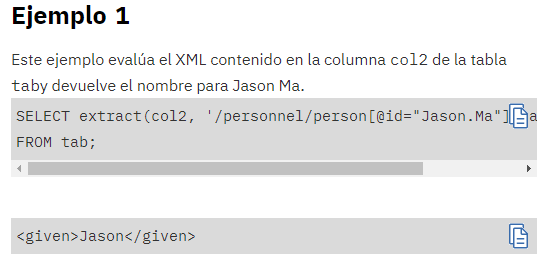 Ejemplo 1
Este ejemplo evalúa el XML contenido en la columna col2 de la tabla
taby devuelve el nombre para Jason Ma.
SELECT extract(col2, '/personnel/person[@id="Jason.Ma"]
FROM tab;
<given>Jason</given>